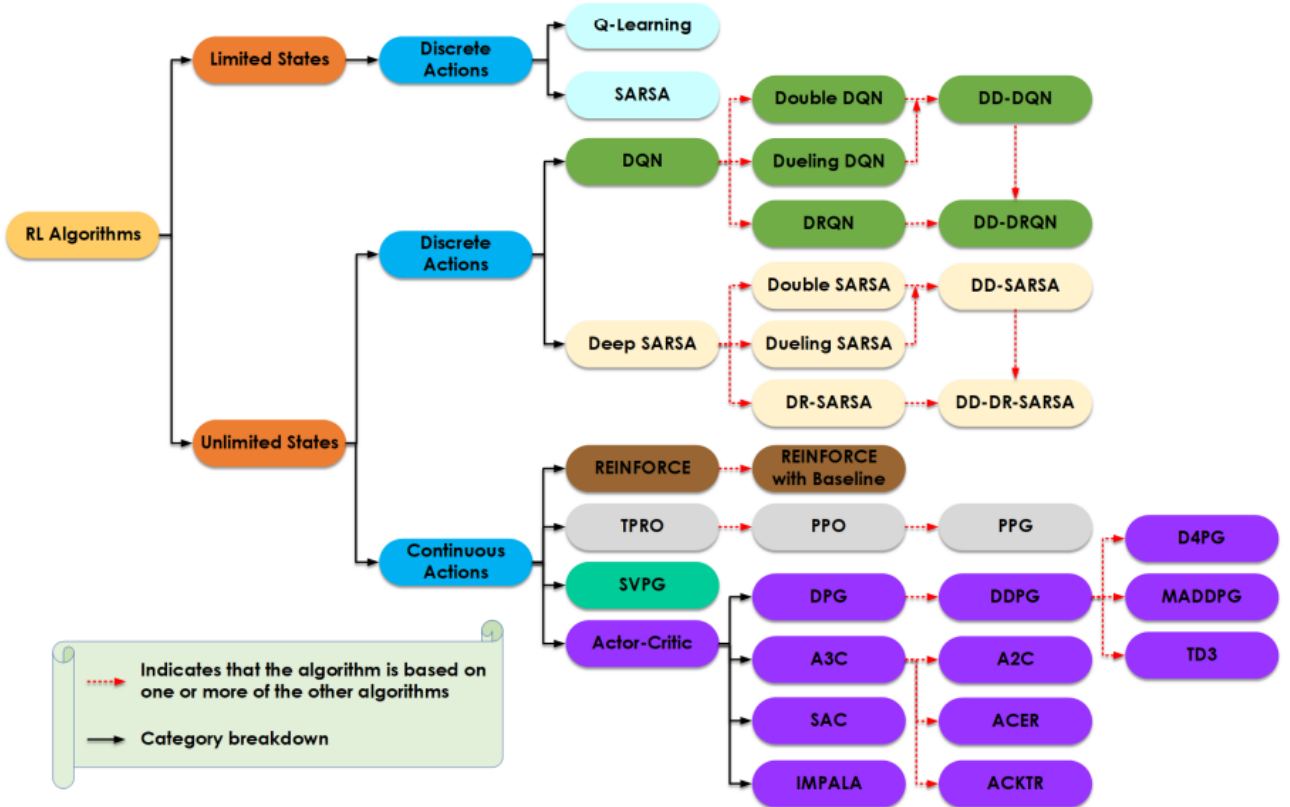 Q-Learning
Limited States
Discrete
Actions
SARSA
Double DQN
DD-DQN
DQN
Dueling DQN
RL Algorithms
DRQN
DD-DRQN
Discrete
Actions
Double SARSA
DD-SARSA
Deep SARSA
Dueling SARSA
DR-SARSA
DD-DR-SARSA
Unlimited States
REINFORCE
REINFORCE
with Baseline
TPRO
PPO
PPG
D4PG
Continuous
Actions
SVPG
DPG
DDPG
MADDPG
Actor-Critic
A3C
A2C
TD3
SAC
ACER
IMPALA
ACKTR
Indicates that the algorithm is based on
one or more of the other algorithms
Category breakdown